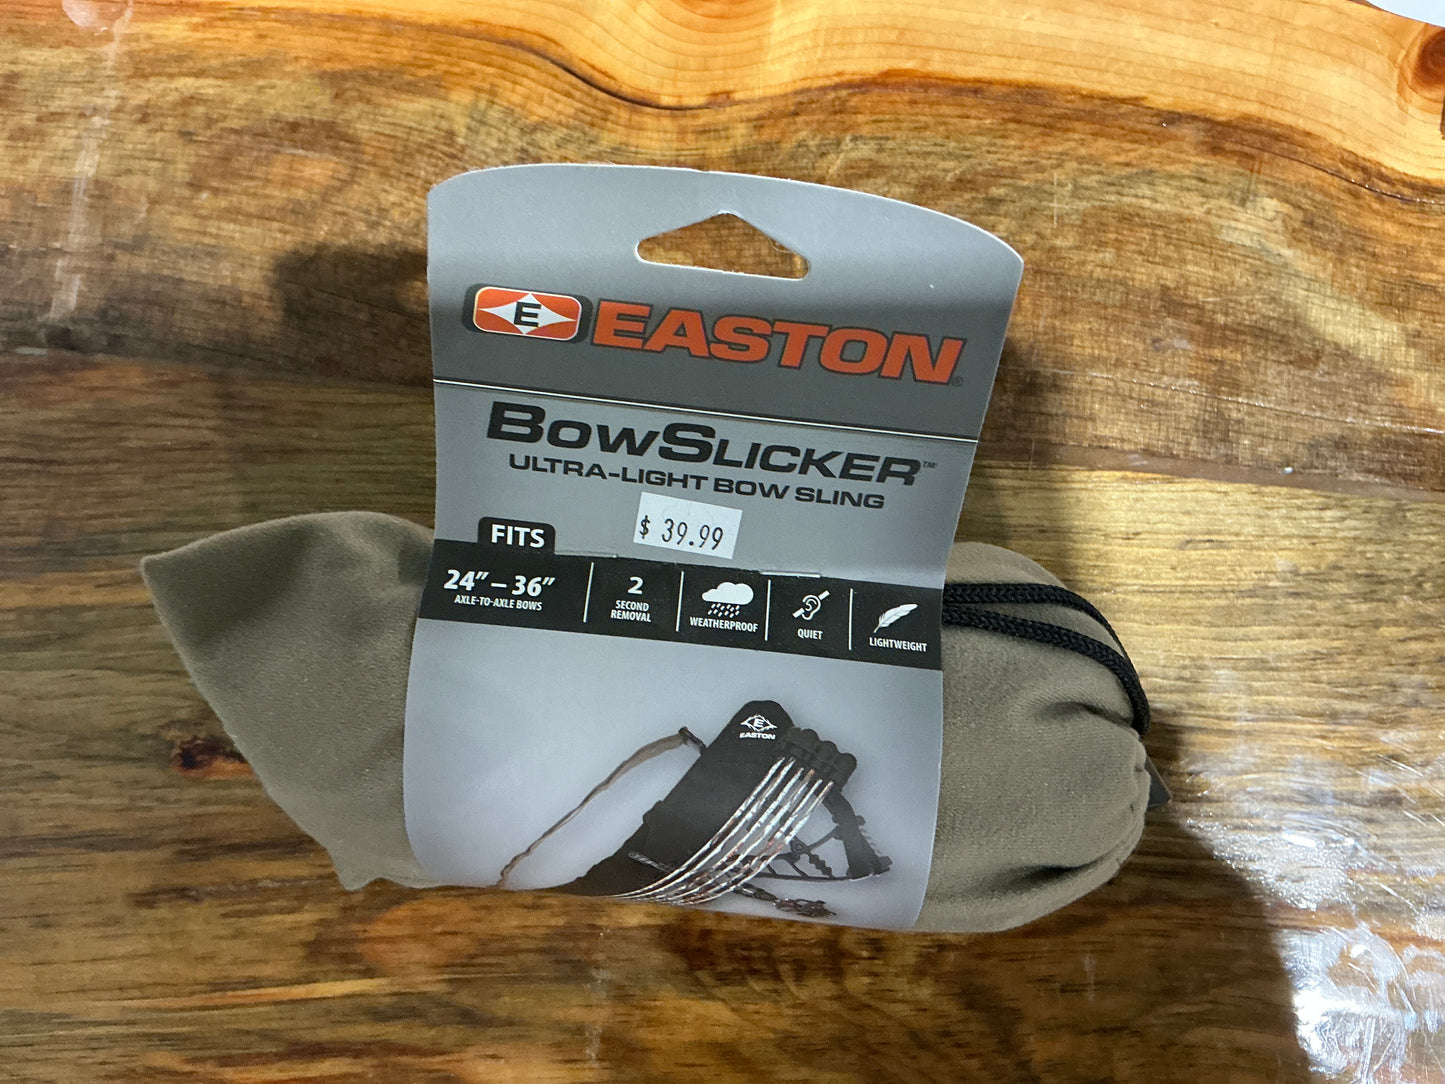 E EASTON®
BOWSLICKER™
ULTRA-LIGHT BOW SLING
$ 39.99
FITS
24” – 36”
AXLE-TO-AXLE BOWS
2
SECOND
REMOVAL
WEATHERPROOF
QUIET
LIGHTWEIGHT
E
EASTON